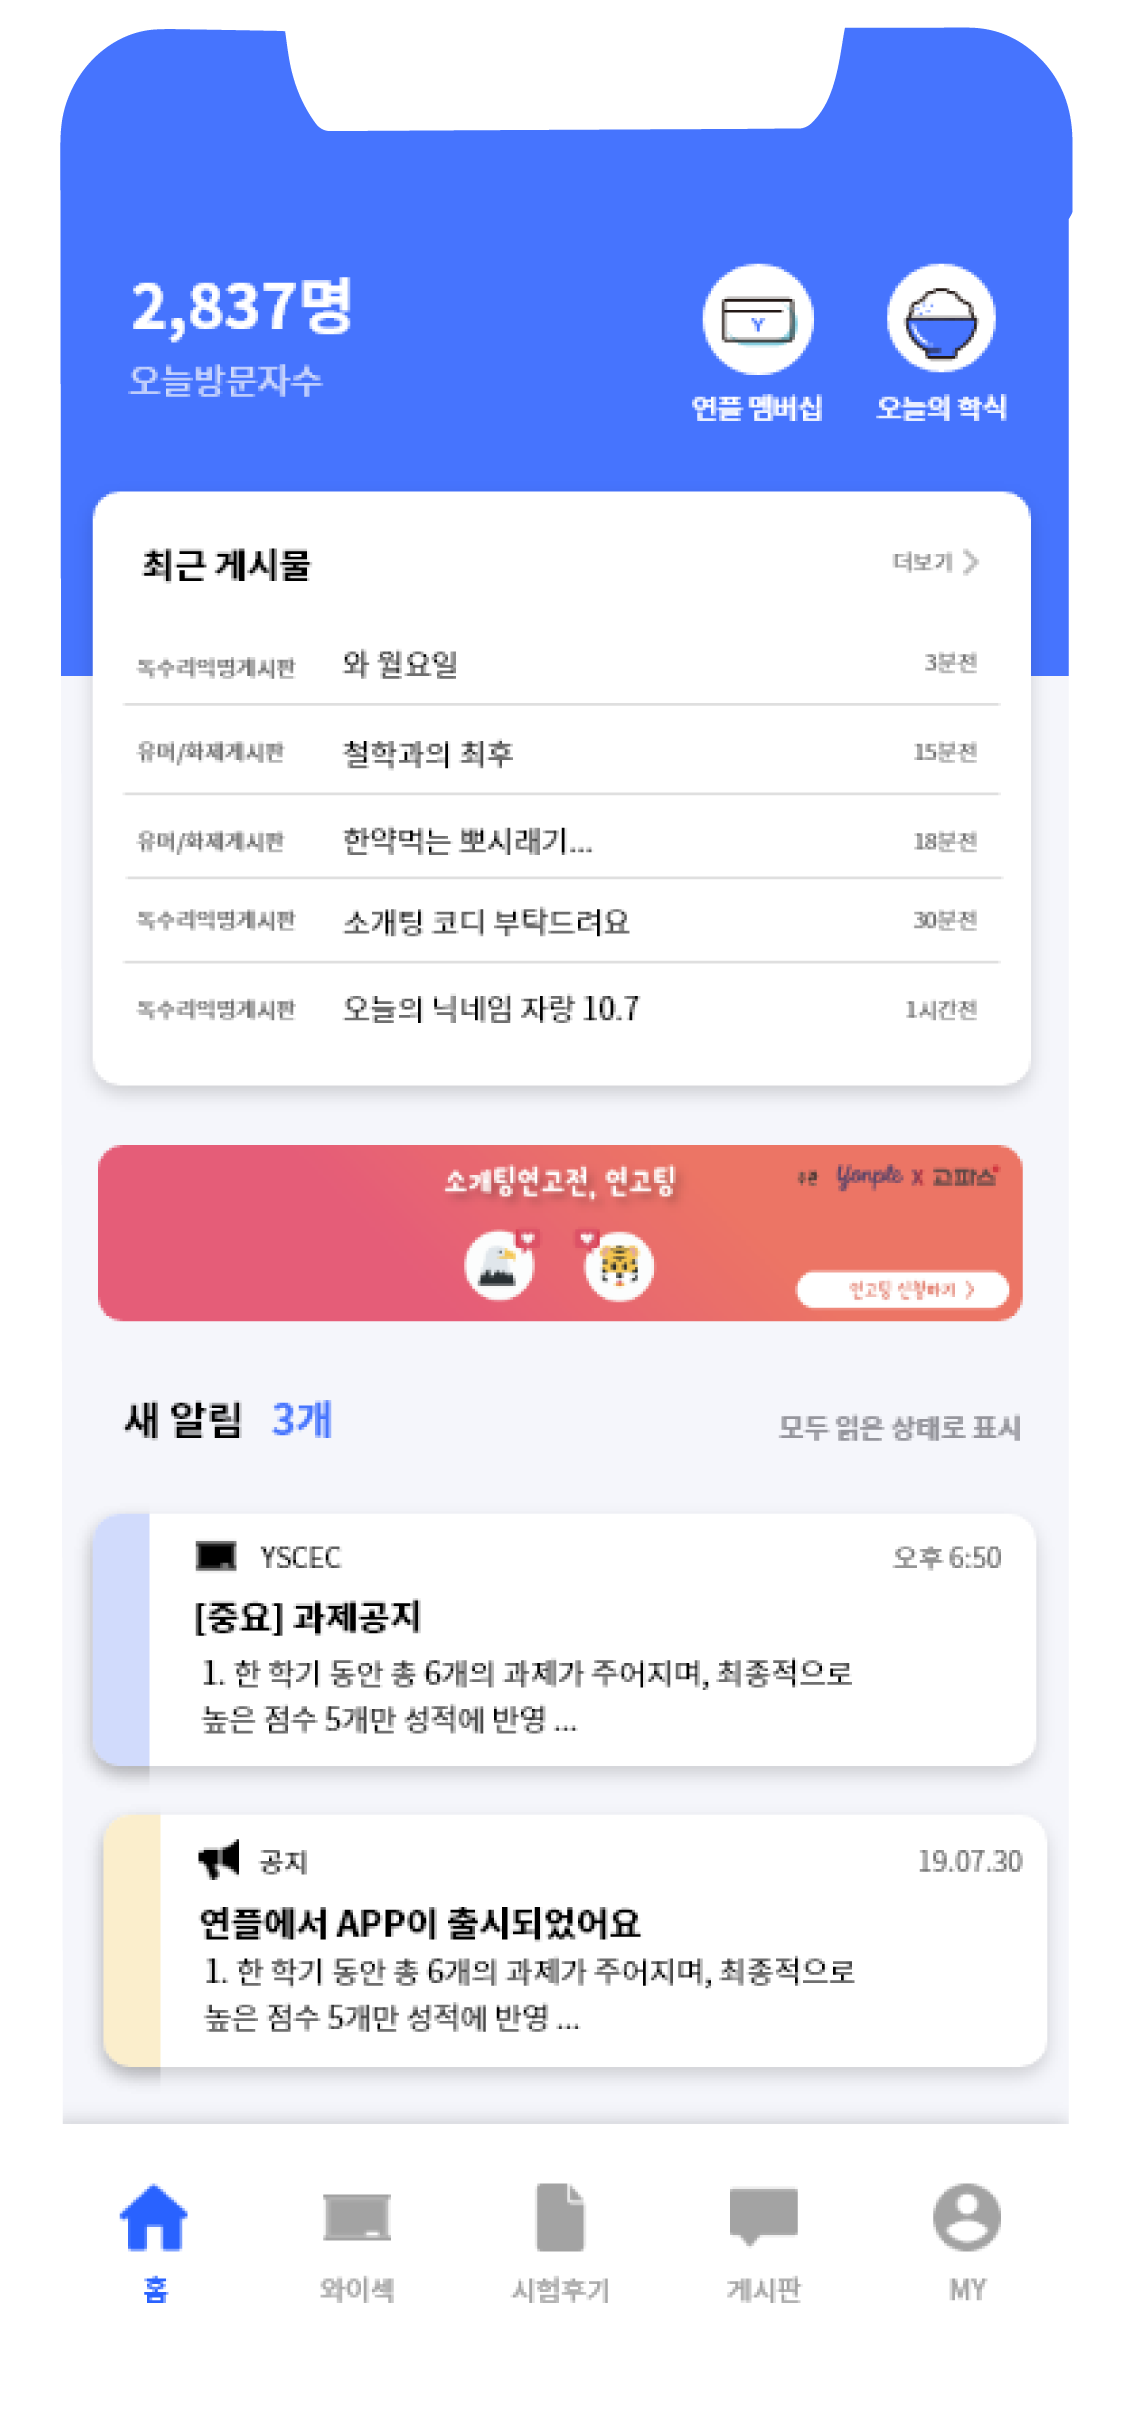 2,837명
오늘방문자수
연플 멤버십
오늘의 학식
최근 게시물
더보기
독수리익명게시판 와 월요일 3분전
유머/화제게시판 철학과의 최후 15분전
유머/화제게시판 한약먹는 뽀시래기... 18분전
독수리익명게시판 소개팅 코디 부탁드려요 30분전
독수리익명게시판 오늘의 닉네임 자랑 10.7 1시간전
소개팅연고전, 연고팅
주관 yonple X 고파스
연고팅 신청하기
새 알림 3개
모두 읽은 상태로 표시
YSCEC 오후 6:50
[중요] 과제공지
1. 한 학기 동안 총 6개의 과제가 주어지며, 최종적으로
높은 점수 5개만 성적에 반영 ...
공지 19.07.30
연플에서 APP이 출시되었어요
1. 한 학기 동안 총 6개의 과제가 주어지며, 최종적으로
높은 점수 5개만 성적에 반영 ...
홈 와이섹 시험후기 게시판 MY